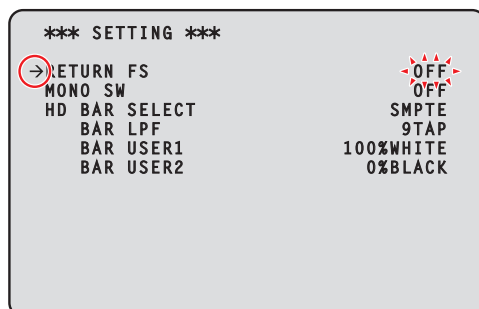 *** SETTING ***
→RETURN FS OFF
MONO SW OFF
HD BAR SELECT SMPTE
BAR LPF 9TAP
BAR USER1 100%WHITE
BAR USER2 0%BLACK